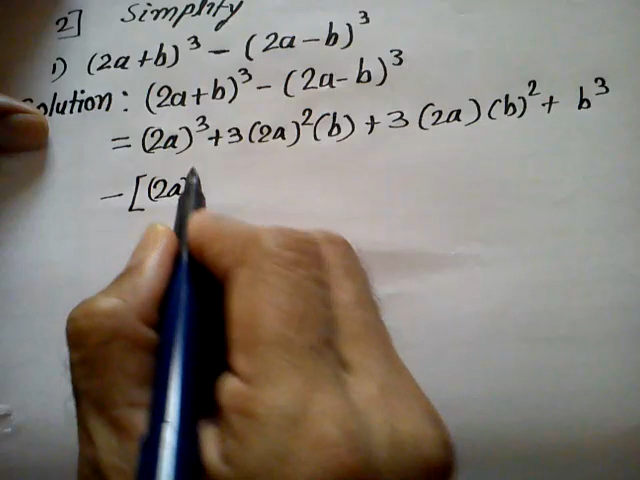 2] Simplify
1) (2a+b)³ − (2a−b)³
Solution: (2a+b)³ − (2a−b)³
= (2a)³ + 3(2a)²(b) + 3(2a)(b)² + b³
− [(2a)